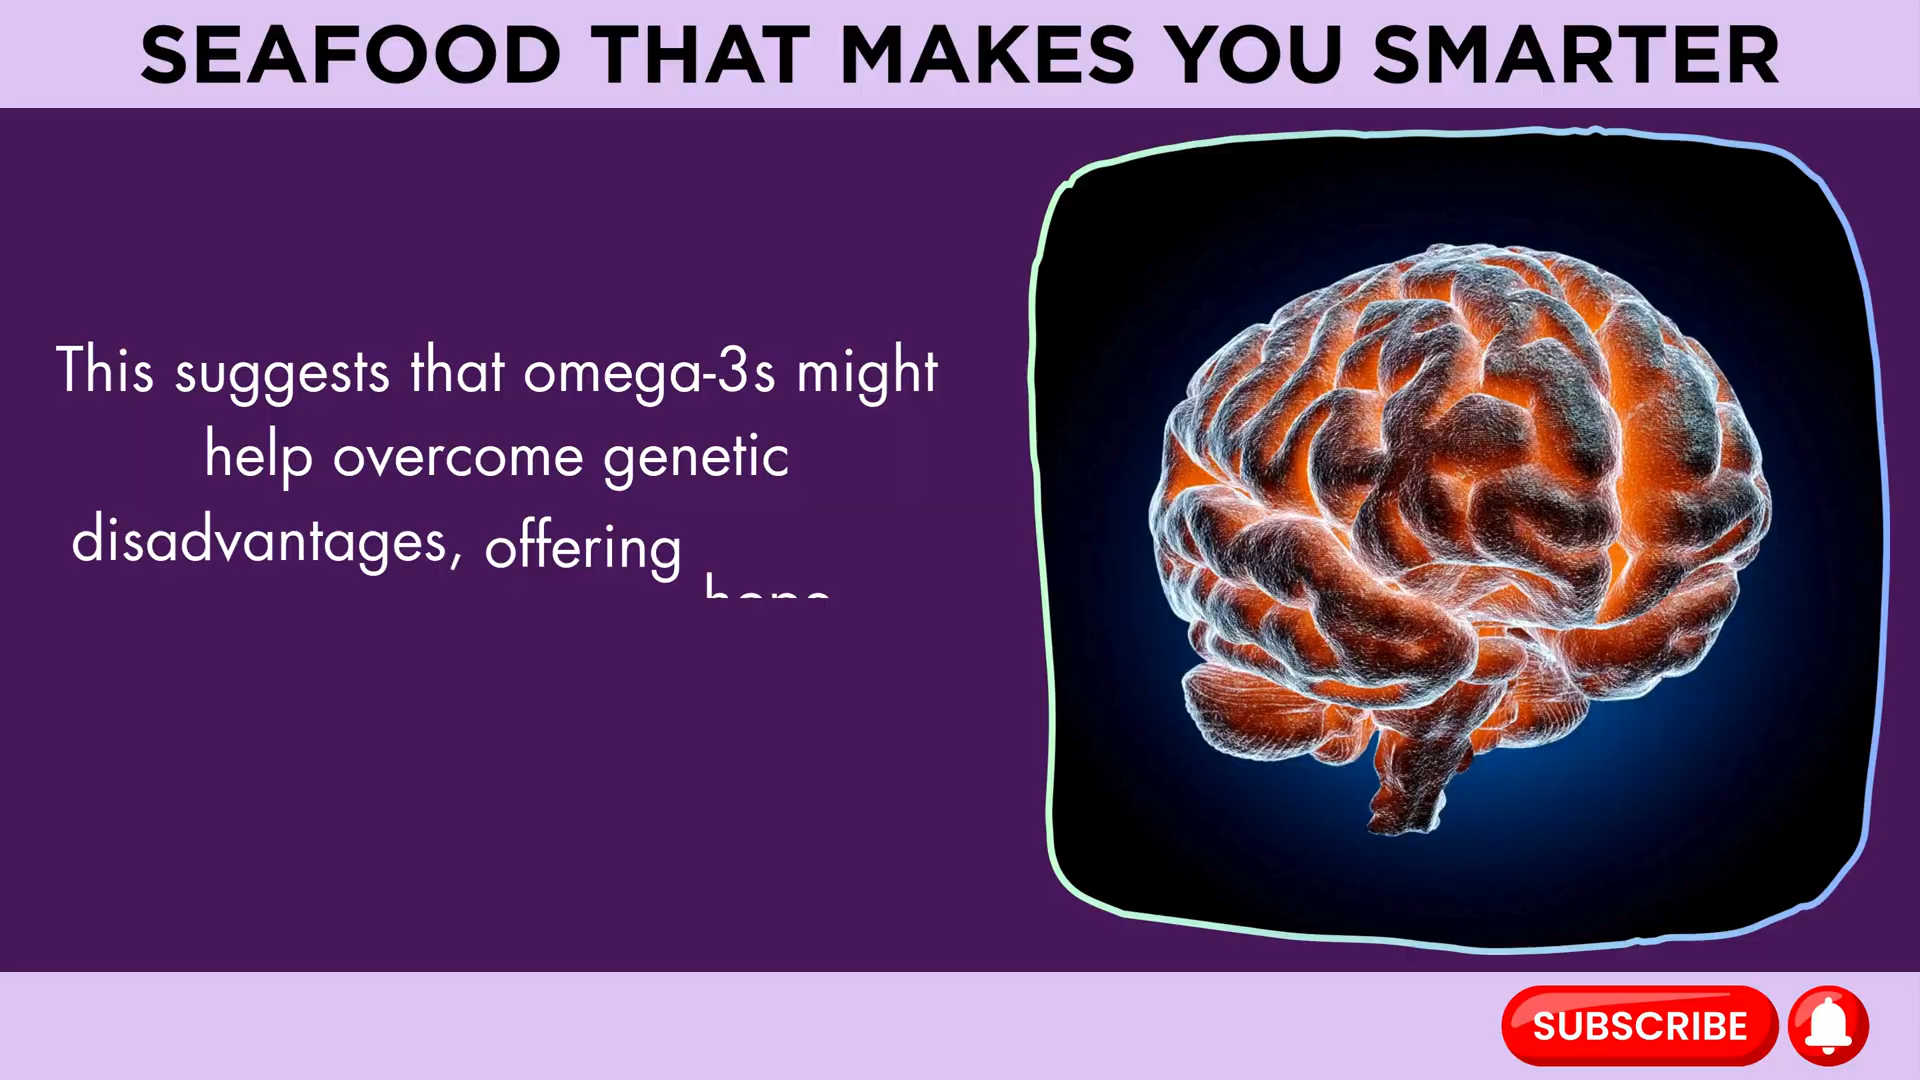 SEAFOOD THAT MAKES YOU SMARTER
This suggests that omega-3s might
help overcome genetic
disadvantages, offering
SUBSCRIBE